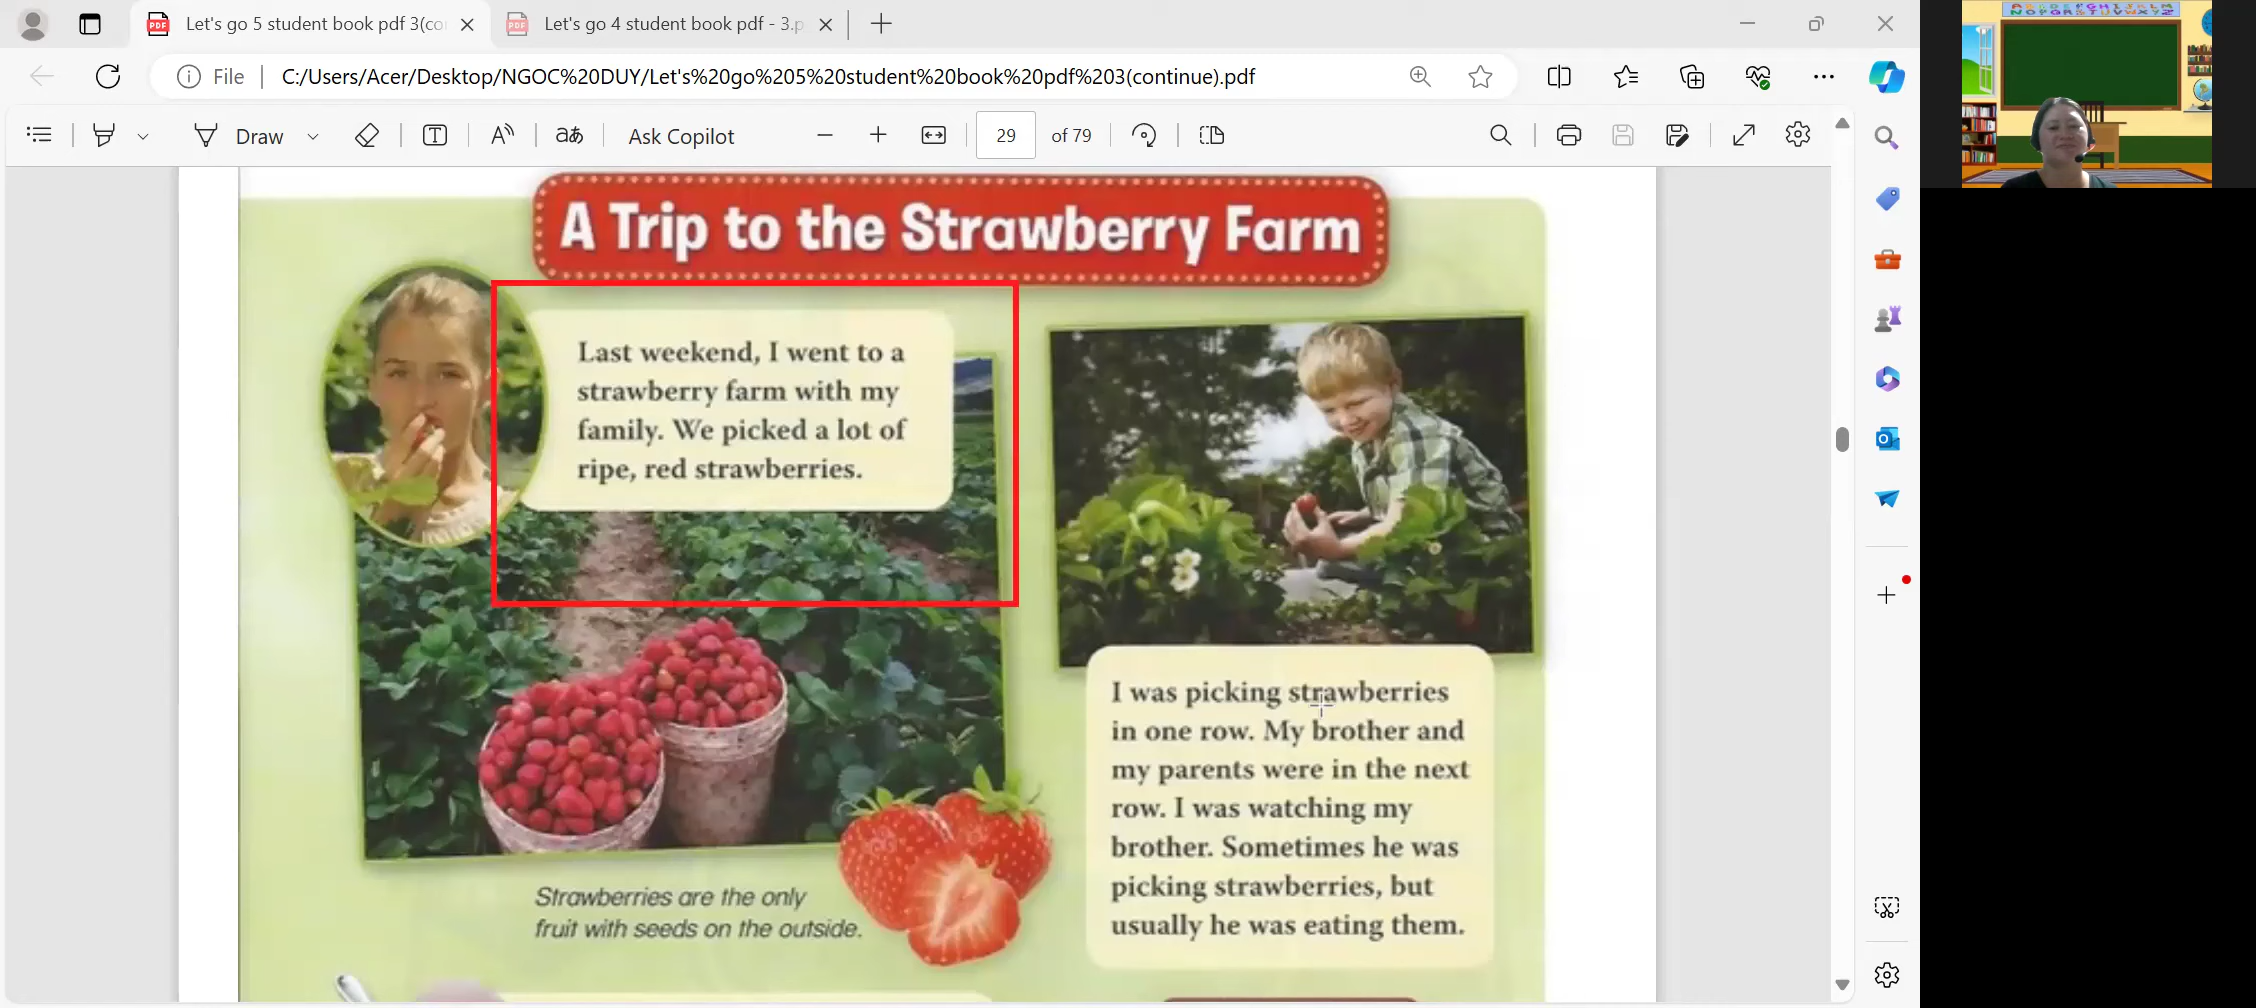 Let's go 5 student book pdf 3(co
Let's go 4 student book pdf - 3.p
File
C:/Users/Acer/Desktop/NGOC%20DUY/Let's%20go%205%20student%20book%20pdf%203(continue).pdf
Draw
Ask Copilot
29
of 79
A Trip to the Strawberry Farm
Last weekend, I went to a
strawberry farm with my
family. We picked a lot of
ripe, red strawberries.
I was picking strawberries
in one row. My brother and
my parents were in the next
row. I was watching my
brother. Sometimes he was
picking strawberries, but
usually he was eating them.
Strawberries are the only
fruit with seeds on the outside.